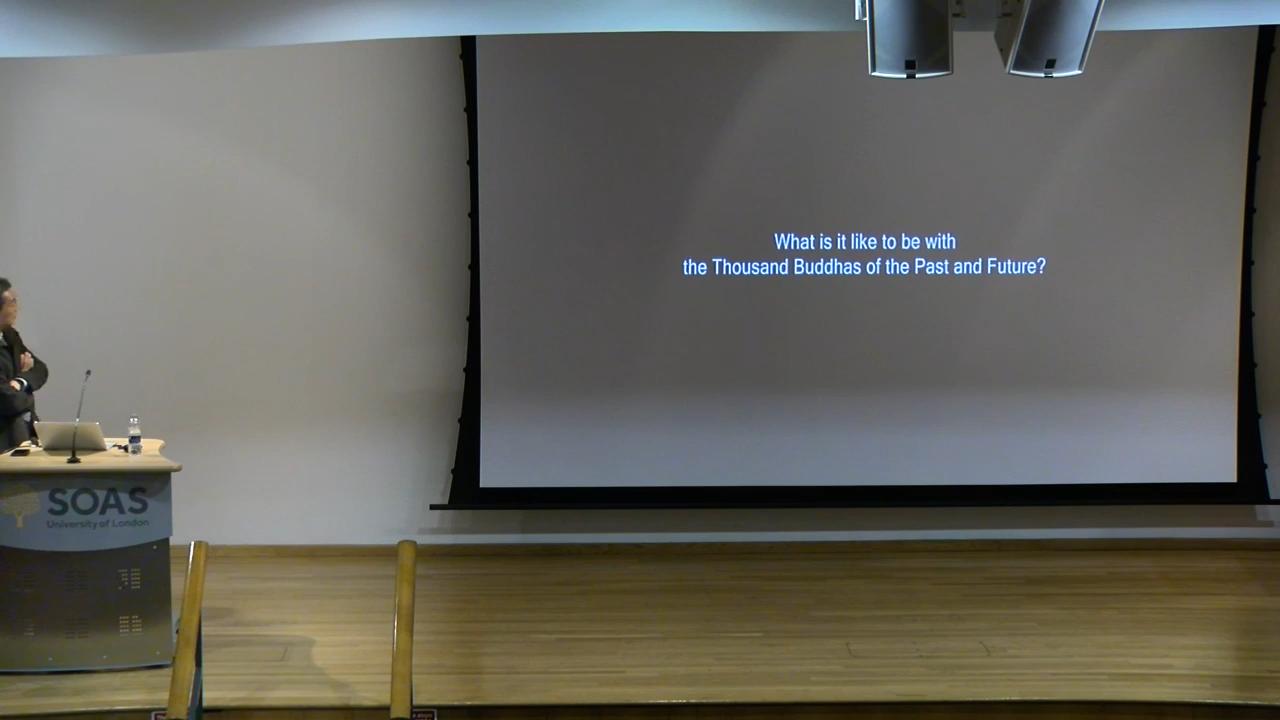 What is it like to be with
the Thousand Buddhas of the Past and Future?
SOAS
University of London